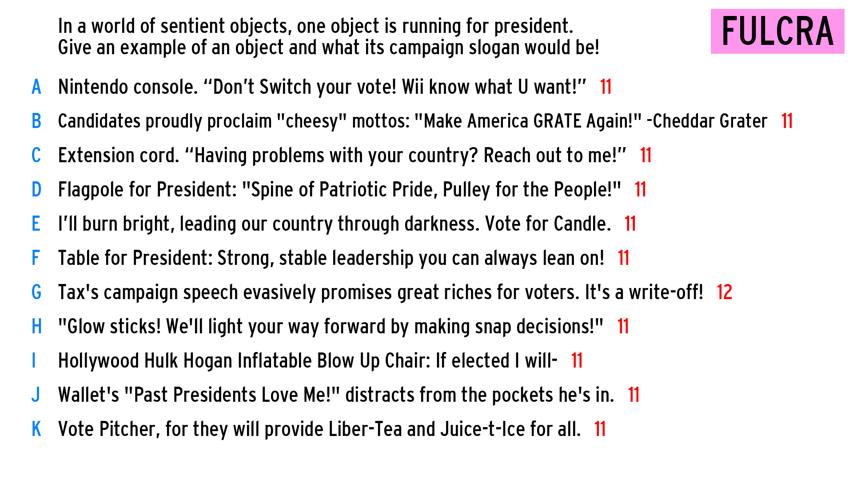 In a world of sentient objects, one object is running for president.
Give an example of an object and what its campaign slogan would be!
FULCRA
A Nintendo console. “Don’t Switch your vote! Wii know what U want!” 11
B Candidates proudly proclaim "cheesy" mottos: "Make America GRATE Again!" -Cheddar Grater 11
C Extension cord. “Having problems with your country? Reach out to me!” 11
D Flagpole for President: "Spine of Patriotic Pride, Pulley for the People!" 11
E I’ll burn bright, leading our country through darkness. Vote for Candle. 11
F Table for President: Strong, stable leadership you can always lean on! 11
G Tax's campaign speech evasively promises great riches for voters. It's a write-off! 12
H "Glow sticks! We'll light your way forward by making snap decisions!" 11
I Hollywood Hulk Hogan Inflatable Blow Up Chair: If elected I will- 11
J Wallet's "Past Presidents Love Me!" distracts from the pockets he's in. 11
K Vote Pitcher, for they will provide Liber-Tea and Juice-t-Ice for all. 11